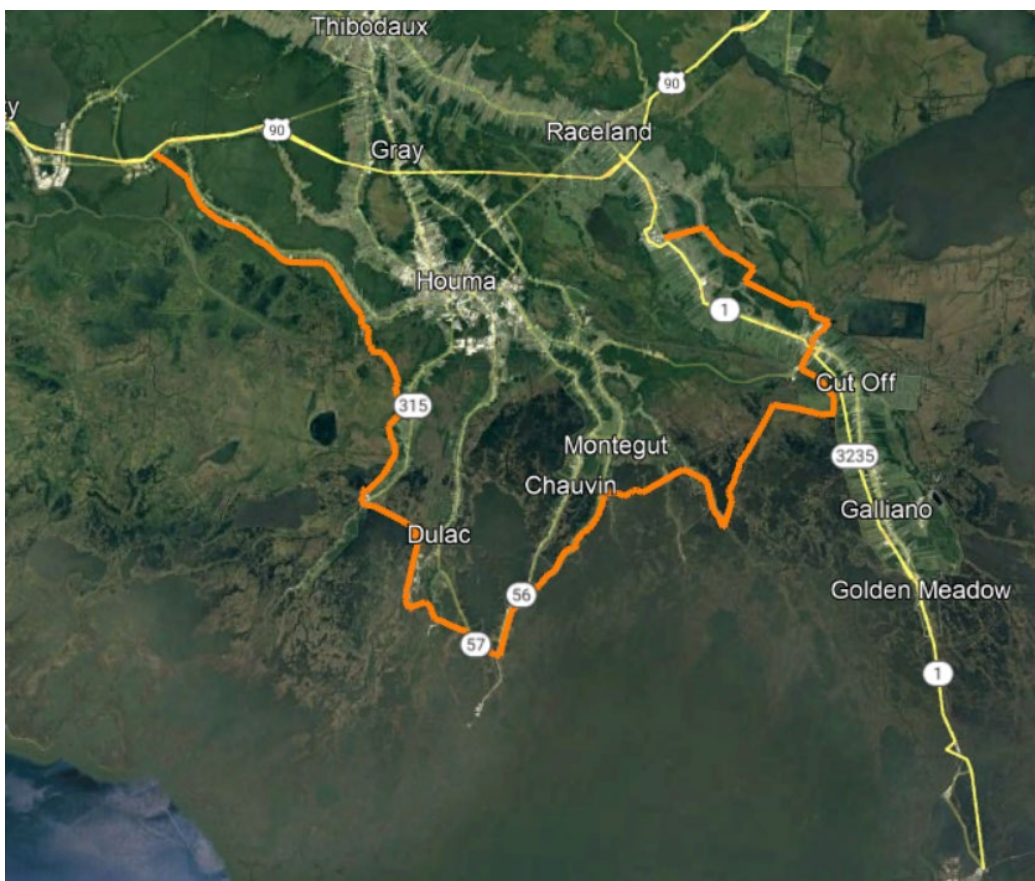 Thibodaux
90
ty
90
Raceland
Gray
Houma
1
315
Cut Off
Montegut
3235
Chauvin
Galliano
Dulac
56
Golden Meadow
57
1